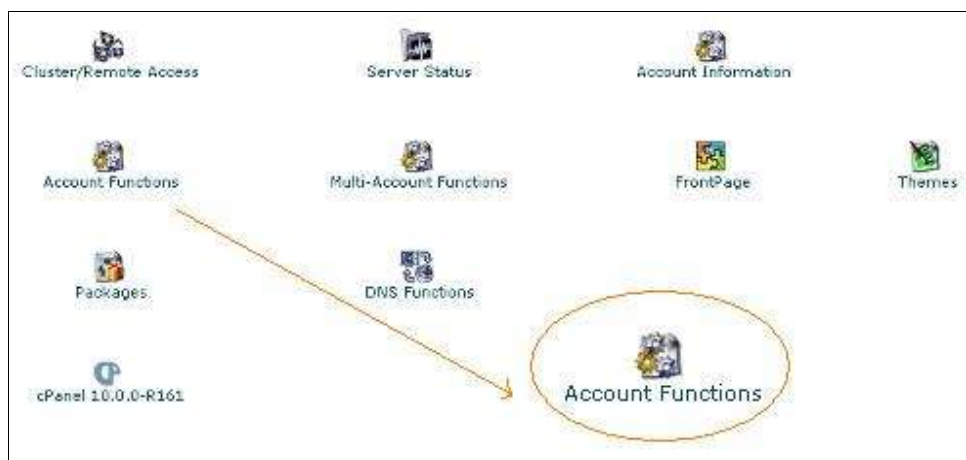 Cluster/Remote Access
Server Status
Account Information
Account Functions
Multi-Account Functions
FrontPage
Themes
Packages
DNS Functions
cPanel 10.0.0-R161
Account Functions